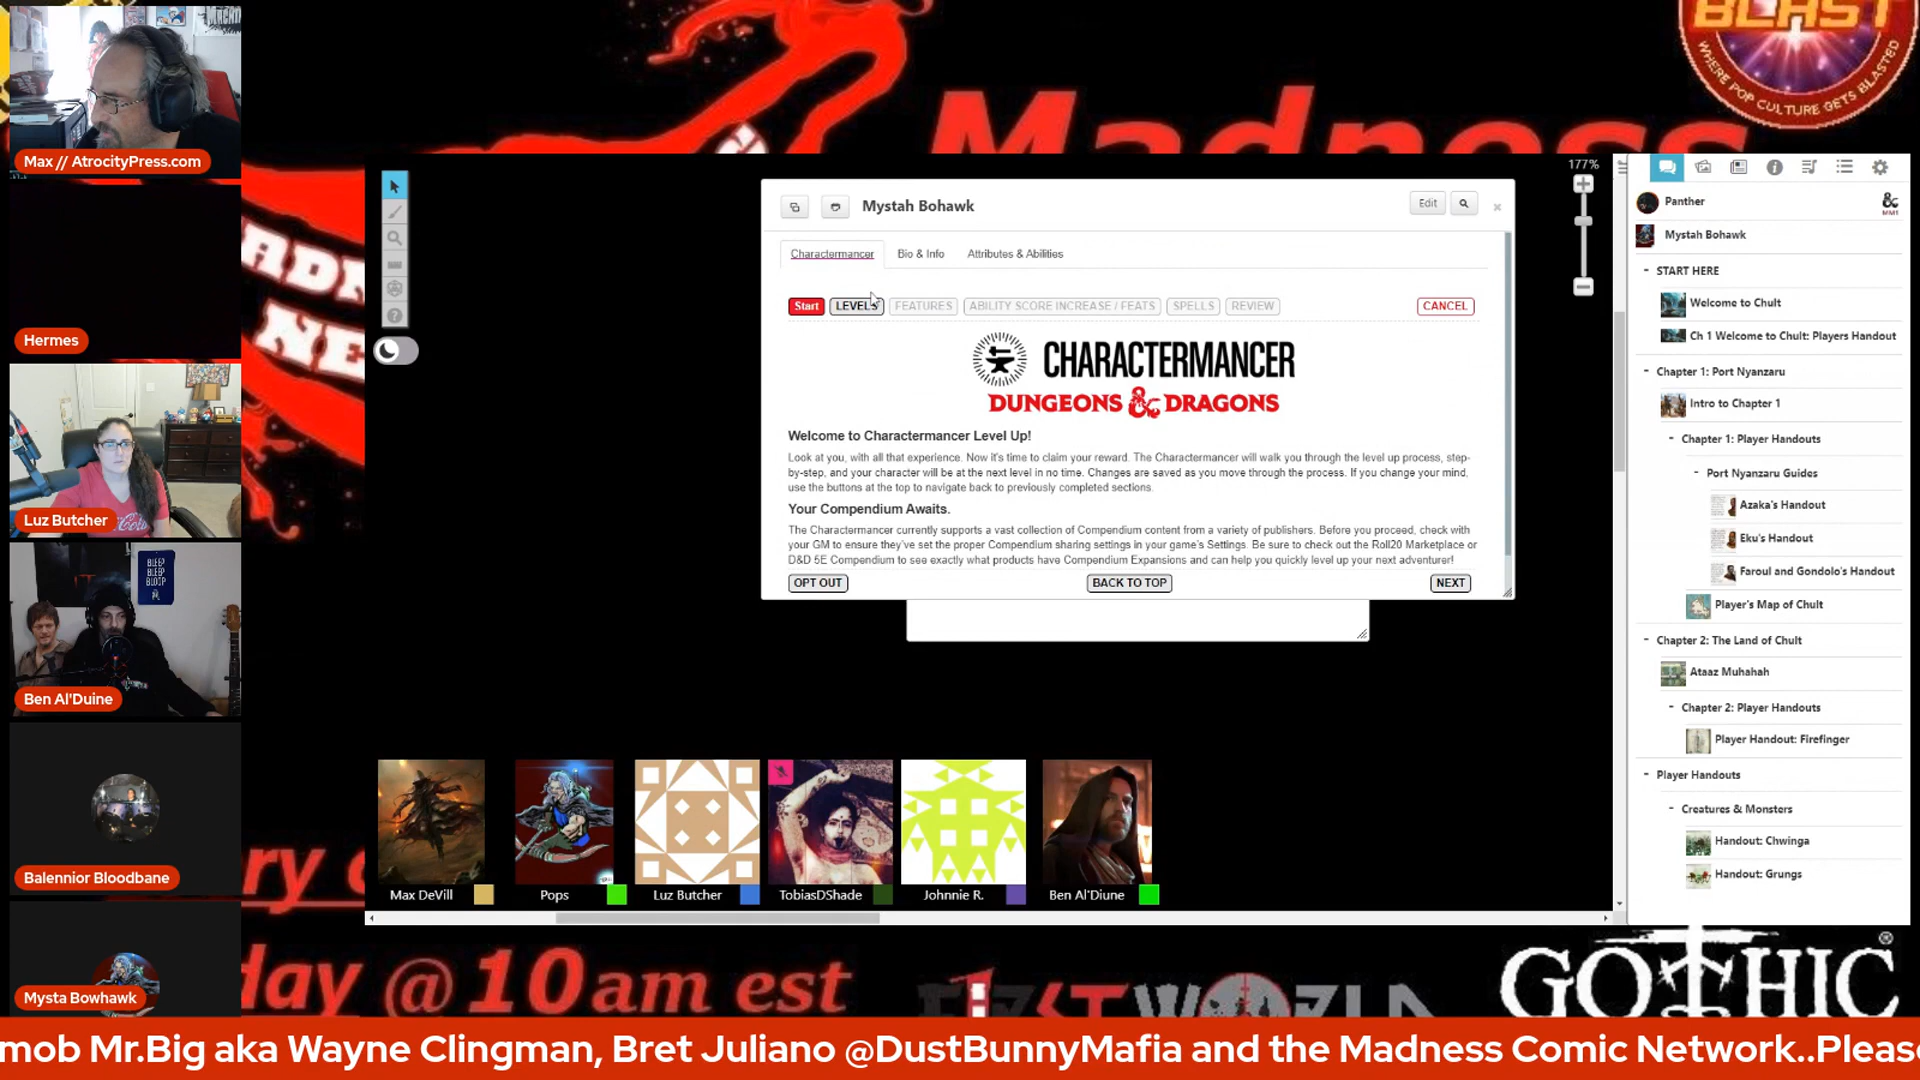 BLAST
WHERE POP CULTURE GETS BLASTED
Madness
Max // AtrocityPress.com
Hermes
Luz Butcher
BLEEP
BLEEP
BLOOP
Ben Al'Duine
Balennior Bloodbane
Mysta Bowhawk
177%
Mystah Bohawk
Edit
Charactermancer
Bio & Info
Attributes & Abilities
Start
LEVELS
FEATURES
ABILITY SCORE INCREASE / FEATS
SPELLS
REVIEW
CANCEL
CHARACTERMANCER
DUNGEONS & DRAGONS
Welcome to Charactermancer Level Up!
Look at you, with all that experience. Now it's time to claim your reward. The Charactermancer will walk you through the level up process, step-
by-step, and your character will be at the next level in no time. Changes are saved as you move through the process. If you change your mind,
use the buttons at the top to navigate back to previously completed sections.
Your Compendium Awaits.
The Charactermancer currently supports a vast collection of Compendium content from a variety of publishers. Before you proceed, check with
your GM to ensure they've set the proper Compendium sharing settings in your game's Settings. Be sure to check out the Roll20 Marketplace or
D&D 5E Compendium to see exactly what products have Compendium Expansions and can help you quickly level up your next adventurer!
OPT OUT
BACK TO TOP
NEXT
Panther
&
MM1
Mystah Bohawk
START HERE
Welcome to Chult
Ch 1 Welcome to Chult: Players Handout
Chapter 1: Port Nyanzaru
Intro to Chapter 1
Chapter 1: Player Handouts
Port Nyanzaru Guides
Azaka's Handout
Eku's Handout
Faroul and Gondolo's Handout
Player's Map of Chult
Chapter 2: The Land of Chult
Ataaz Muhahah
Chapter 2: Player Handouts
Player Handout: Firefinger
Player Handouts
Creatures & Monsters
Handout: Chwinga
Handout: Grungs
Max DeVill
Pops
Luz Butcher
TobiasDShade
Johnnie R.
Ben Al'Diune
day @ 10am est
GOTHIC
mob Mr.Big aka Wayne Clingman, Bret Juliano @DustBunnyMafia and the Madness Comic Network..Please